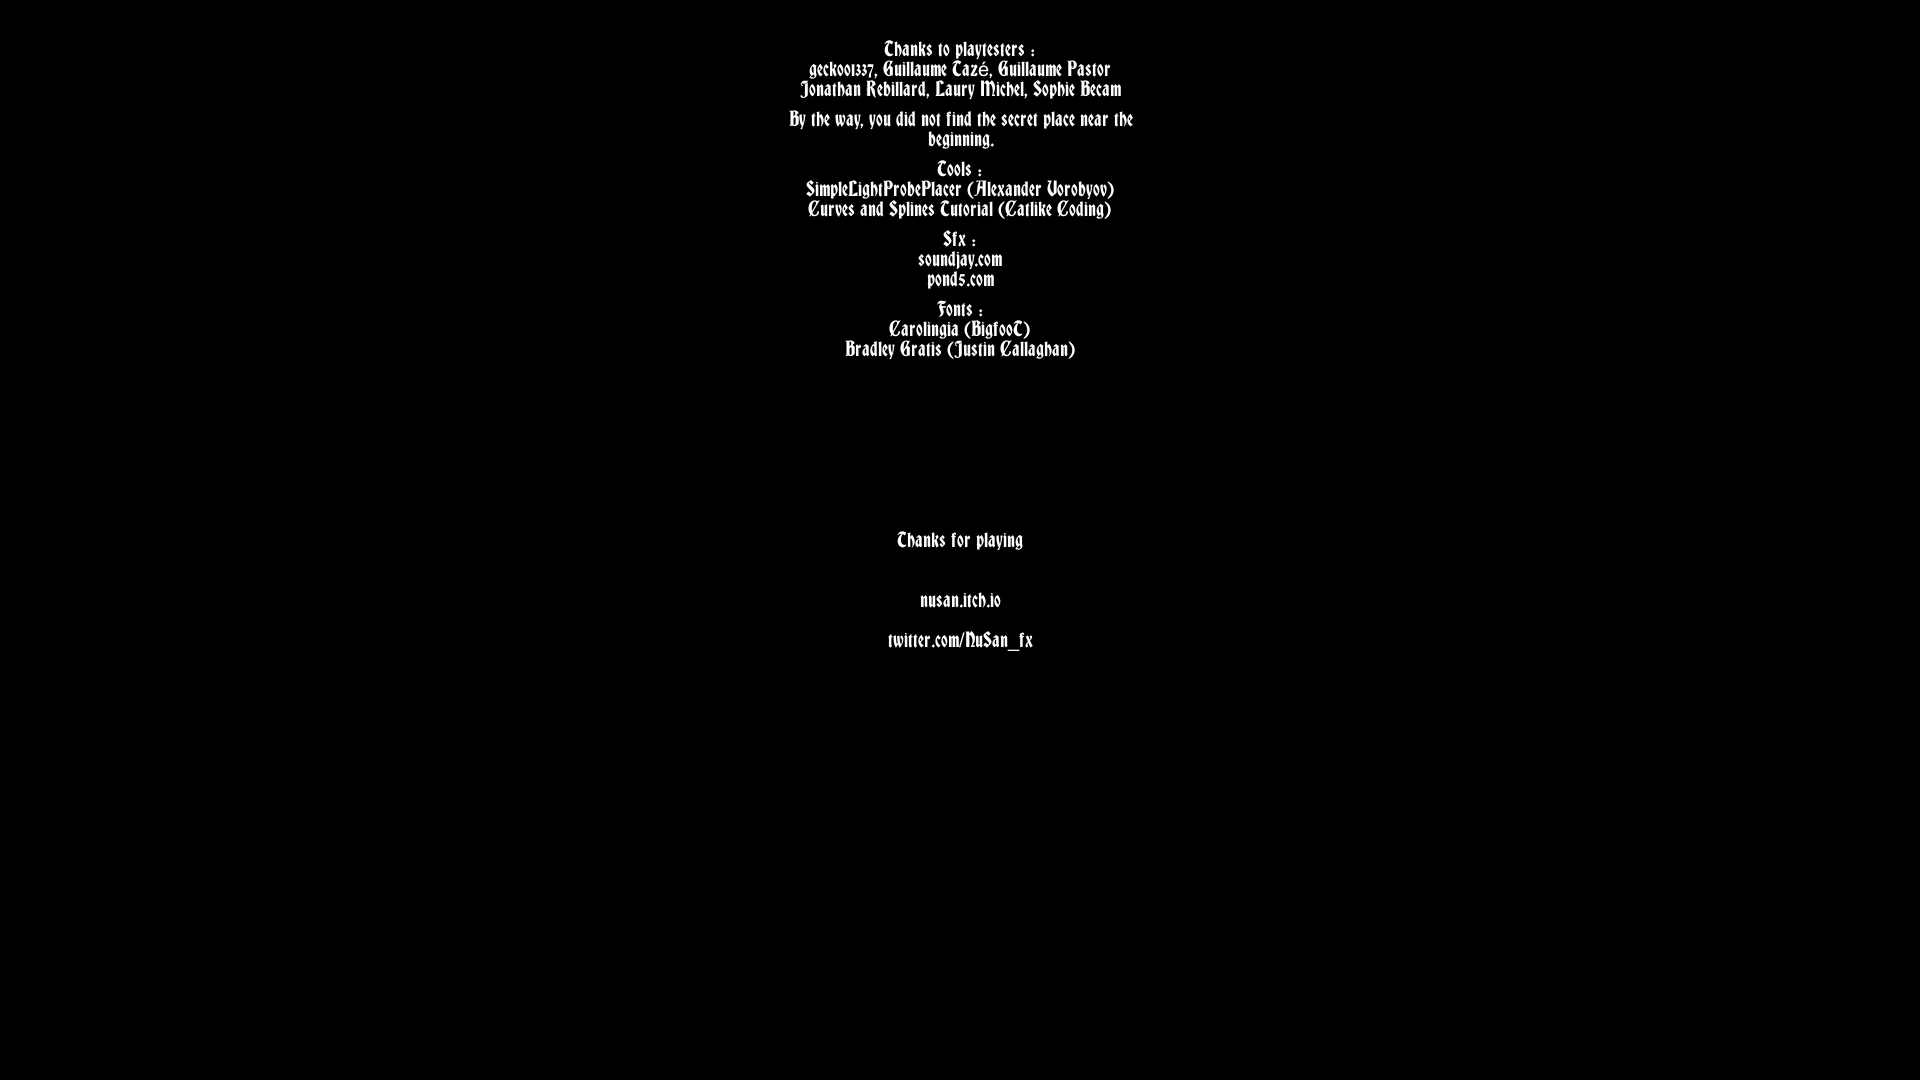 Thanks to playtesters :
gecko01337, Guillaume Tazé, Guillaume Pastor
Jonathan Rebillard, Laury Michel, Sophie Becam
By the way, you did not find the secret place near the
beginning.
Tools :
SimpleLightProbePlacer (Alexander Vorobyov)
Curves and Splines Tutorial (Catlike Coding)
Sfx :
soundjay.com
pond5.com
Fonts :
Carolingia (BigfooT)
Bradley Gratis (Justin Callaghan)
Thanks for playing
nusan.itch.io
twitter.com/NuSan_fx